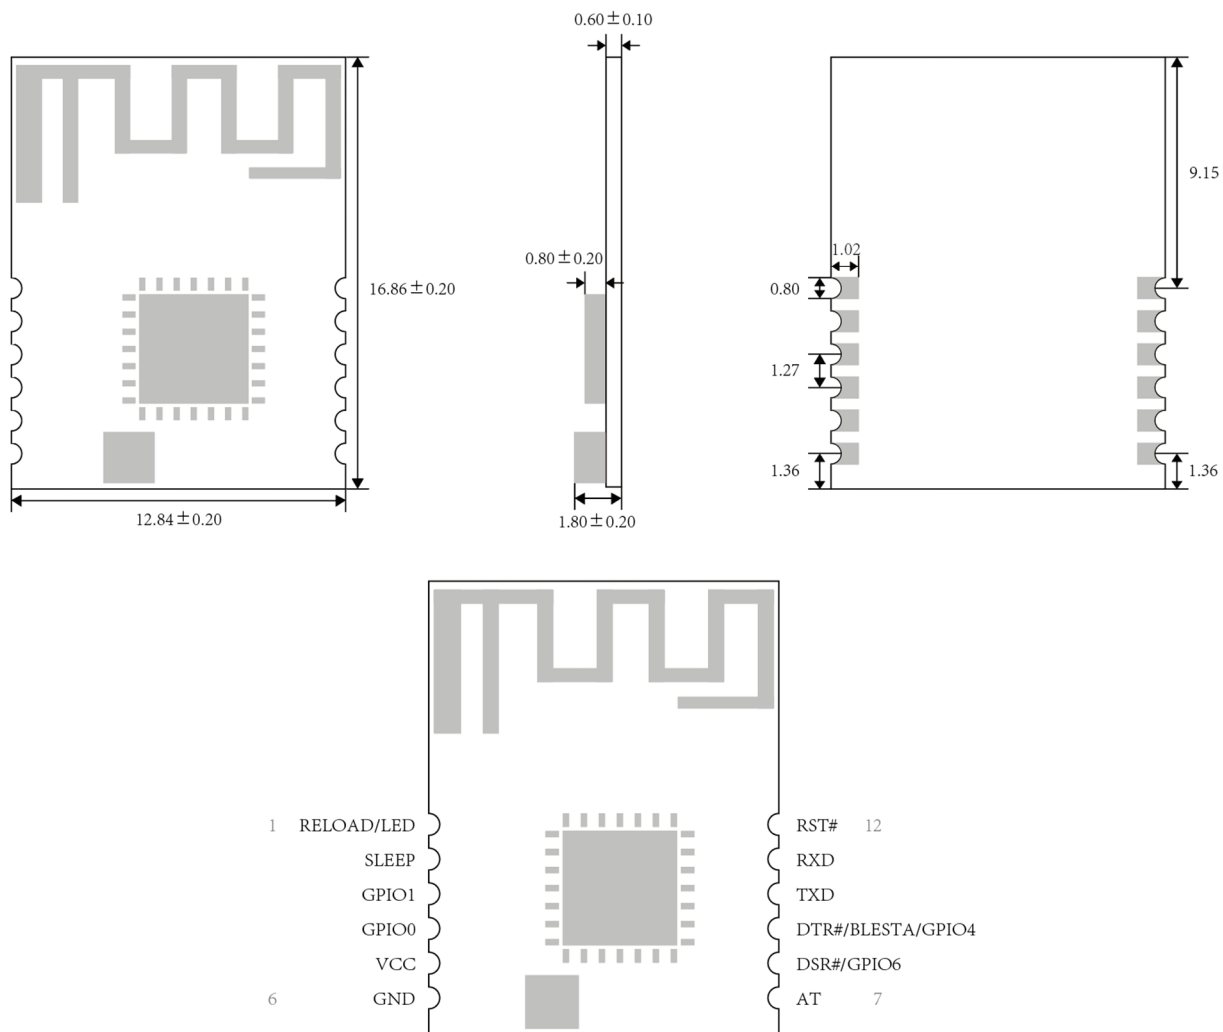 0.60±0.10
9.15
0.80±0.20
1.02
16.86±0.20
0.80
1.27
1.36
1.36
12.84±0.20
1.80±0.20
1 RELOAD/LED
RST# 12
SLEEP
RXD
GPIO1
TXD
GPIO0
DTR#/BLESTA/GPIO4
VCC
DSR#/GPIO6
6 GND
AT 7